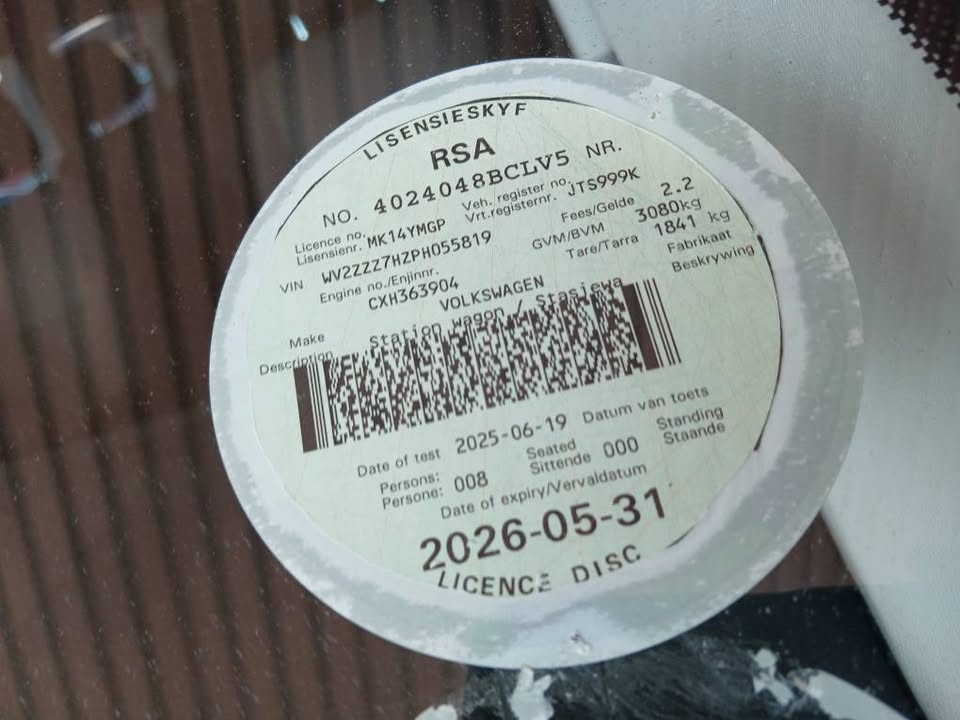 LISENSIESKYF
RSA
NO. 4024048BCLV5 NR.
Licence no. Veh. register no.
Lisensienr. MK14YMGP Vrt.registernr. JTS999K
VIN WV2ZZZ7HZPH055819 Fees/Gelde 2.2
Engine no./Enjinnr. GVM/BVM 3080kg
CXH363904 Tare/Tarra 1841 kg
Make VOLKSWAGEN Fabrikaat
Description Station wagon / Stasiewa Beskrywing
Date of test 2025-06-19 Datum van toets
Persons: Seated Standing
Persone: 008 Sittende 000 Staande
Date of expiry/Vervaldatum
2026-05-31
LICENCE DISC